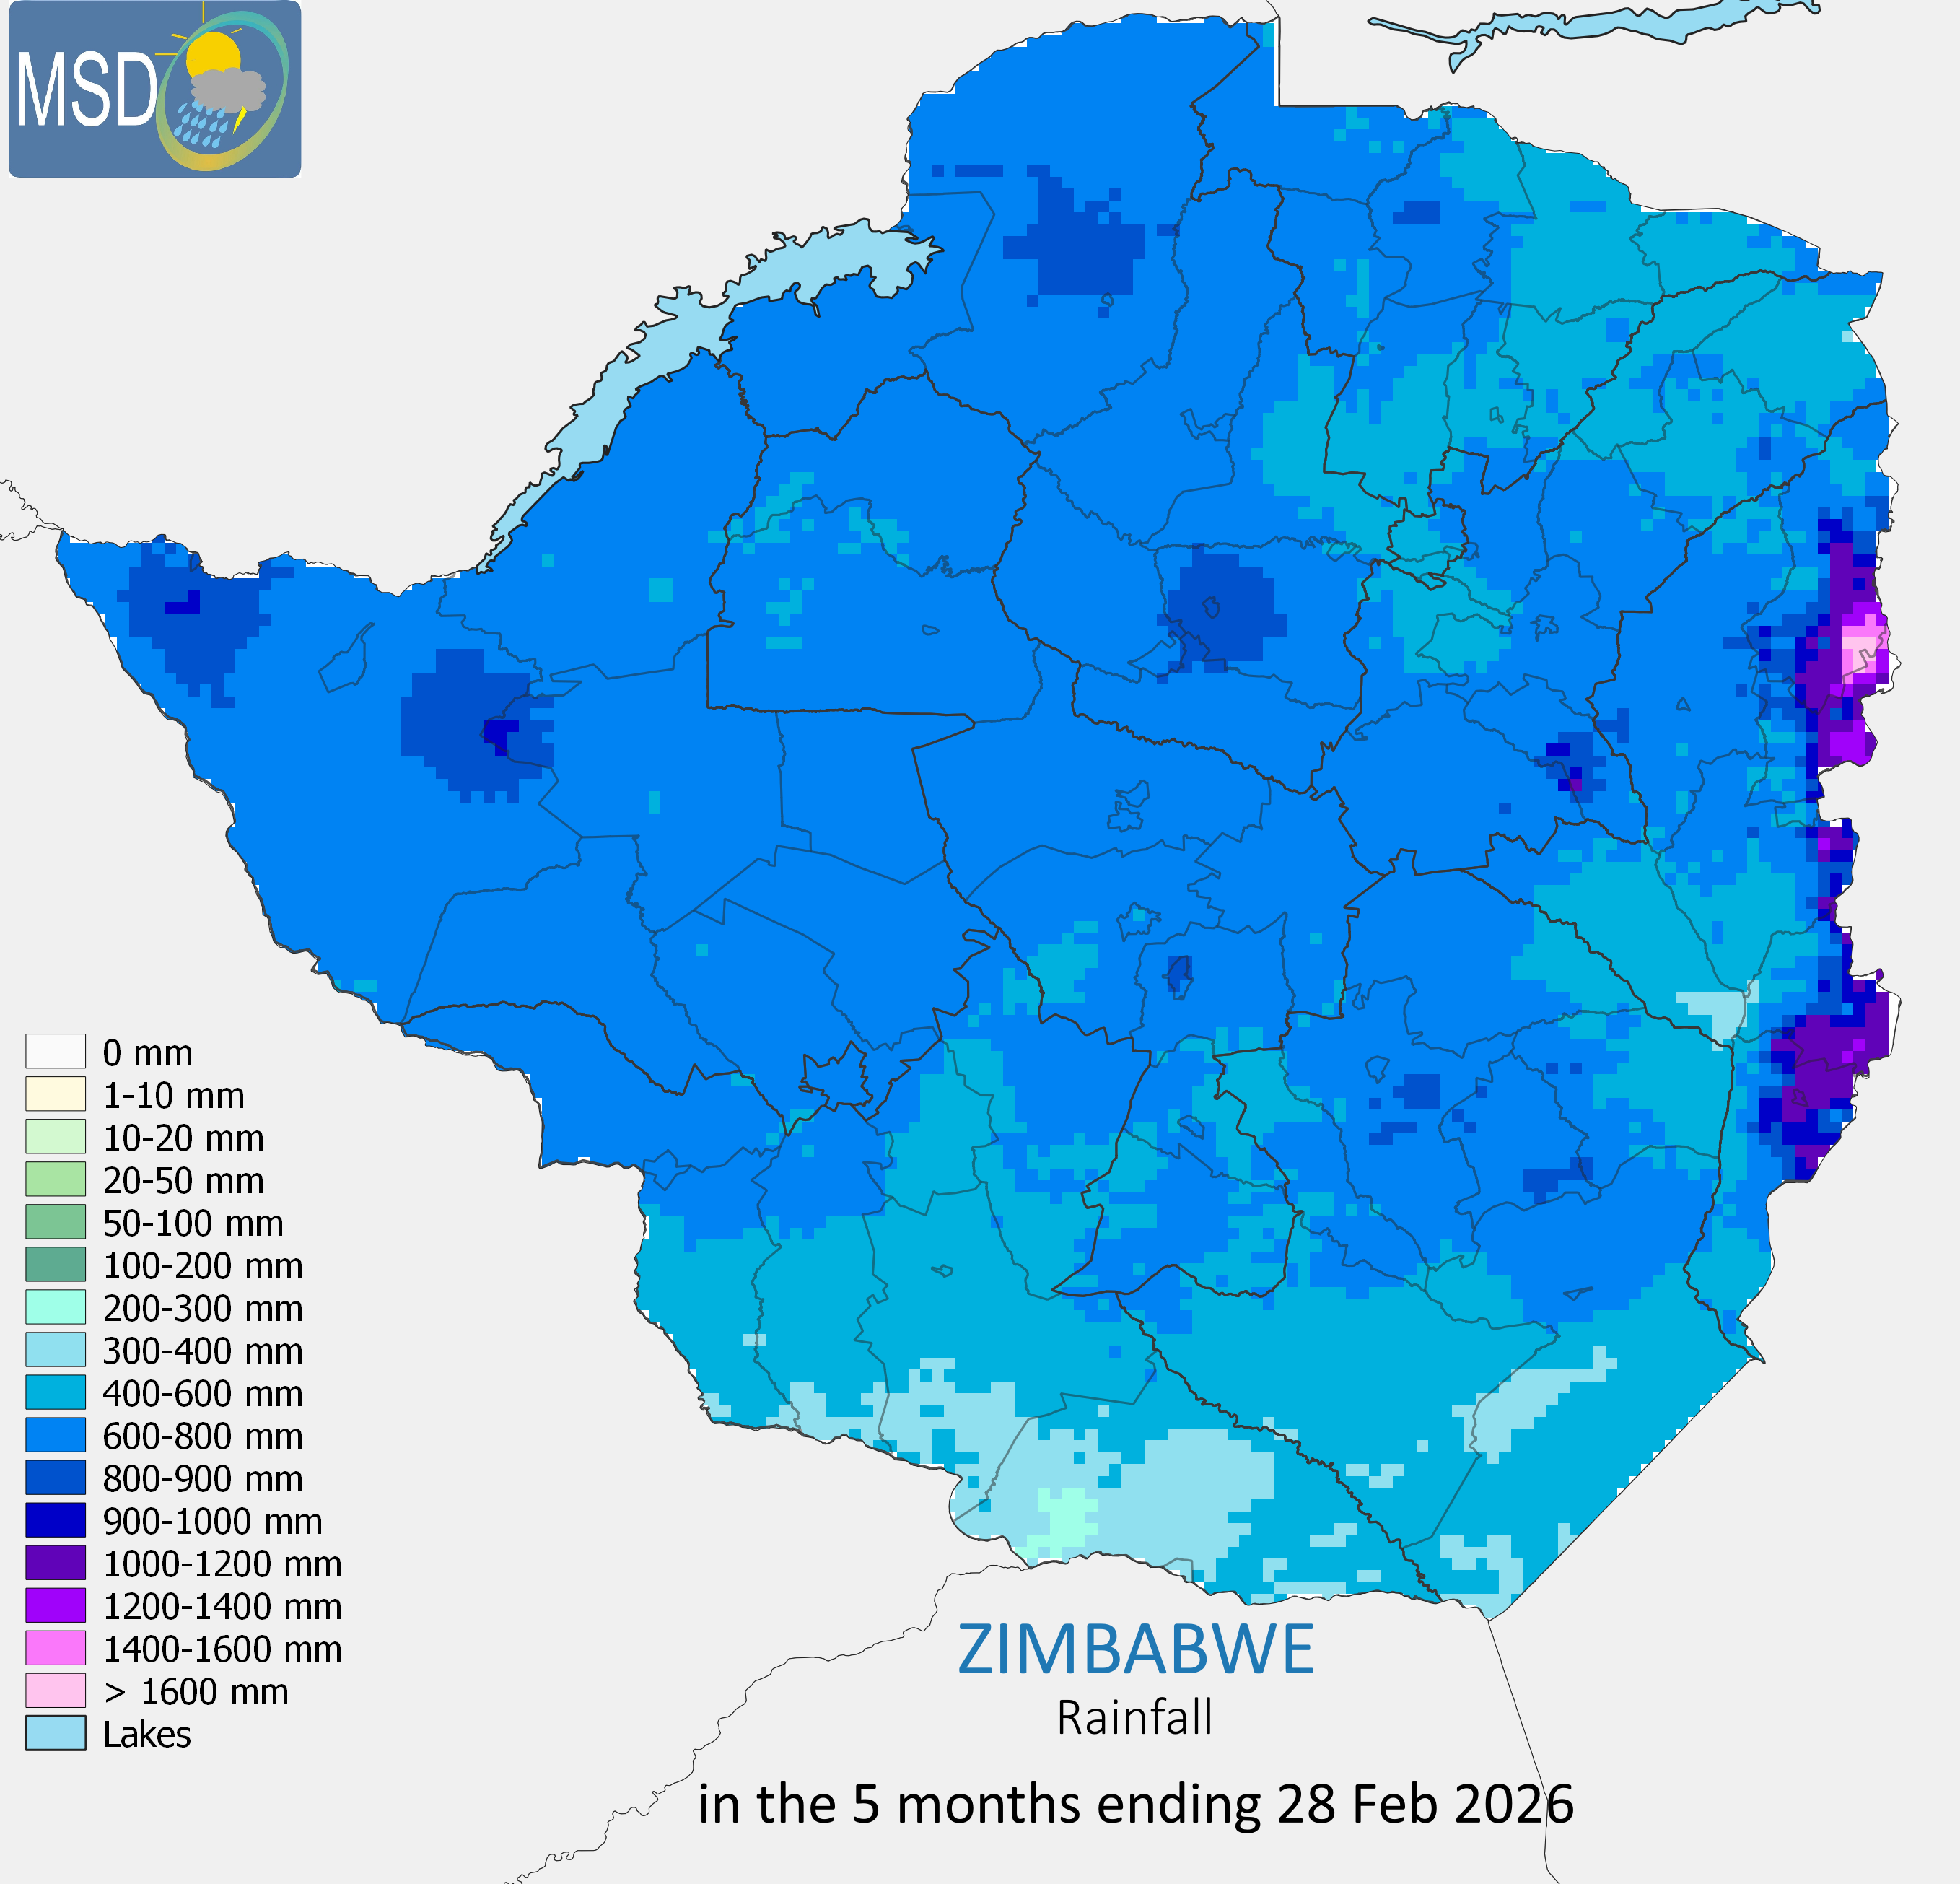 MSD
0 mm
1-10 mm
10-20 mm
20-50 mm
50-100 mm
100-200 mm
200-300 mm
300-400 mm
400-600 mm
600-800 mm
800-900 mm
900-1000 mm
1000-1200 mm
1200-1400 mm
1400-1600 mm
> 1600 mm
Lakes
ZIMBABWE
Rainfall
in the 5 months ending 28 Feb 2026